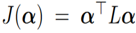 J(α) = α⊤Lα